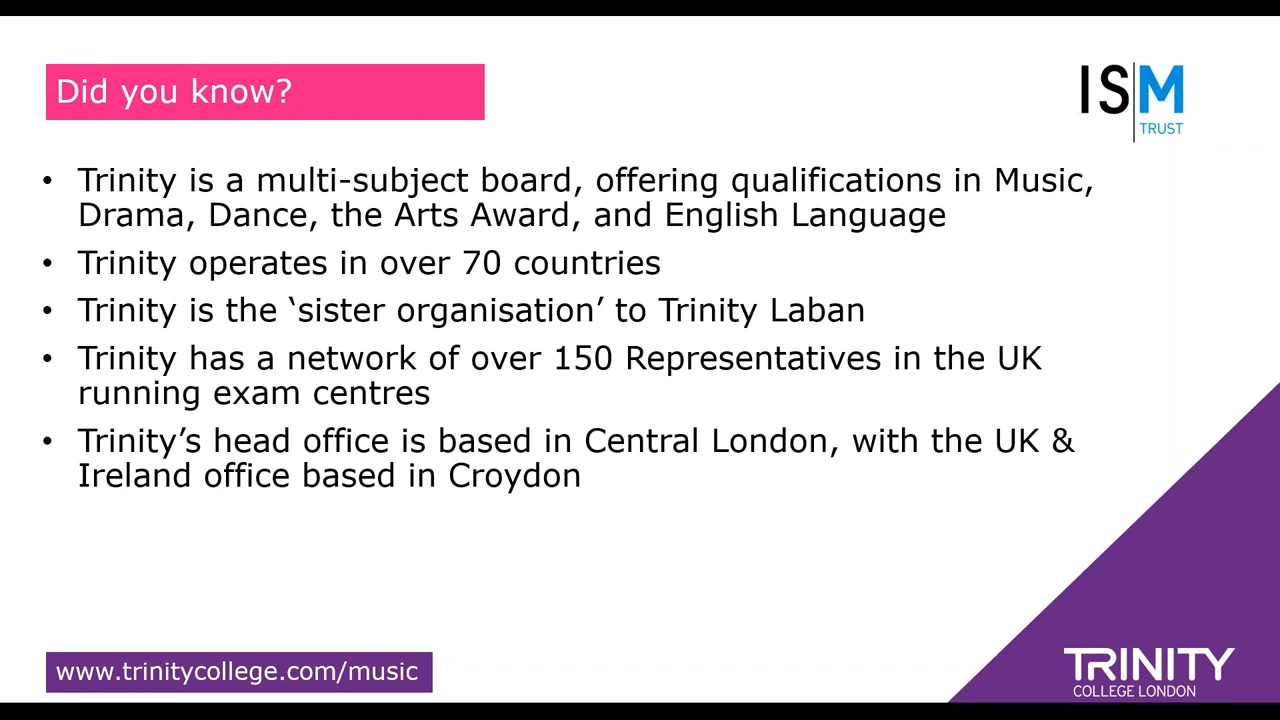 Did you know?
ISM
TRUST
• Trinity is a multi-subject board, offering qualifications in Music,
Drama, Dance, the Arts Award, and English Language
• Trinity operates in over 70 countries
• Trinity is the ‘sister organisation’ to Trinity Laban
• Trinity has a network of over 150 Representatives in the UK
running exam centres
• Trinity’s head office is based in Central London, with the UK &
Ireland office based in Croydon
www.trinitycollege.com/music
TRINITY
COLLEGE LONDON